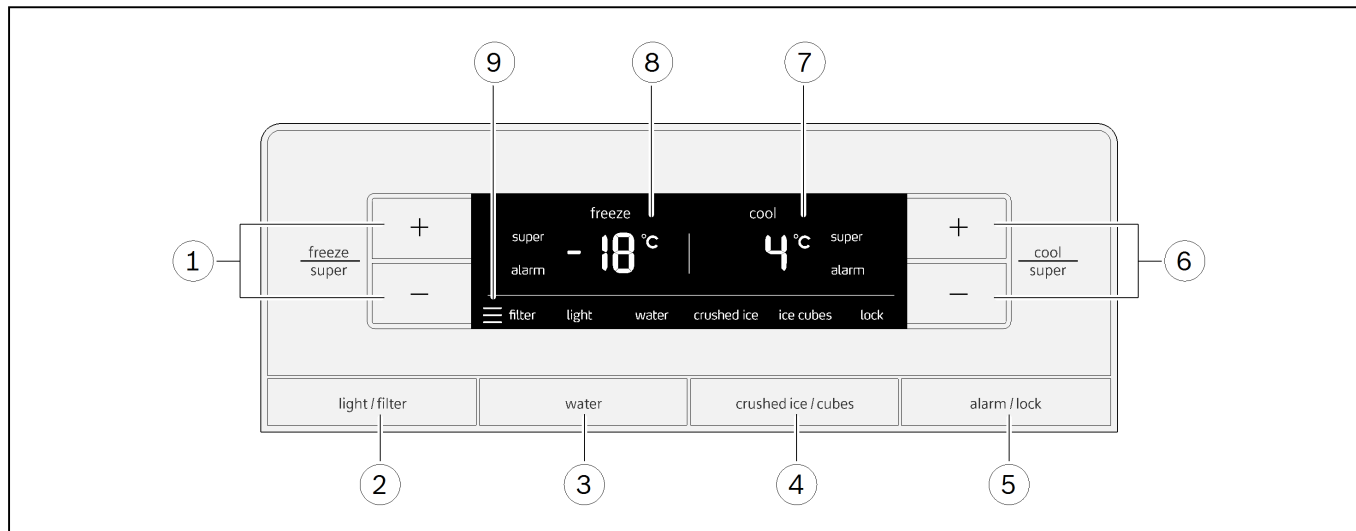 9 8 7
freeze cool
super -18 °C 4 °C super
alarm alarm
+ +
freeze
super
cool
super
− −
1 6
filter light water crushed ice ice cubes lock
light / filter water crushed ice / cubes alarm / lock
2 3 4 5